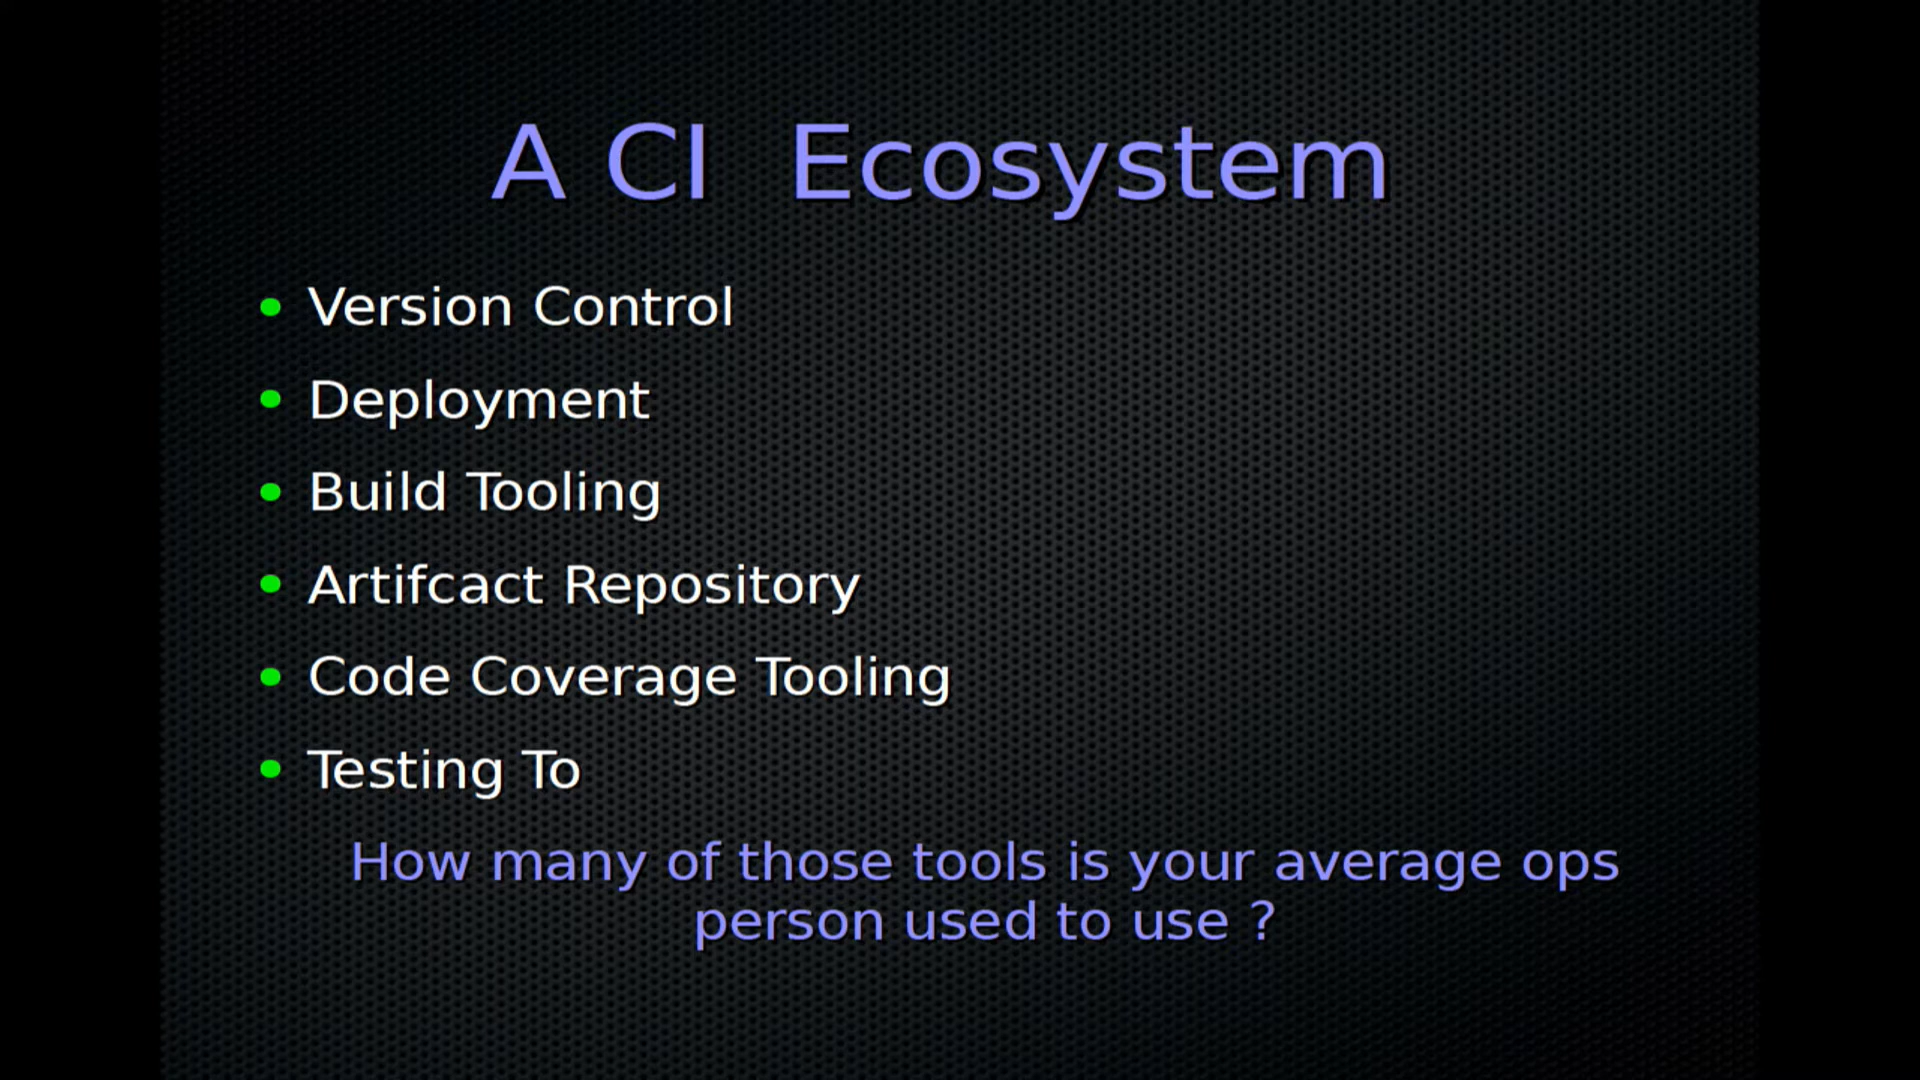 A CI  Ecosystem
Version Control
Deployment
Build Tooling
Artifcact Repository
Code Coverage Tooling
Testing To
How many of those tools is your average ops
person used to use ?